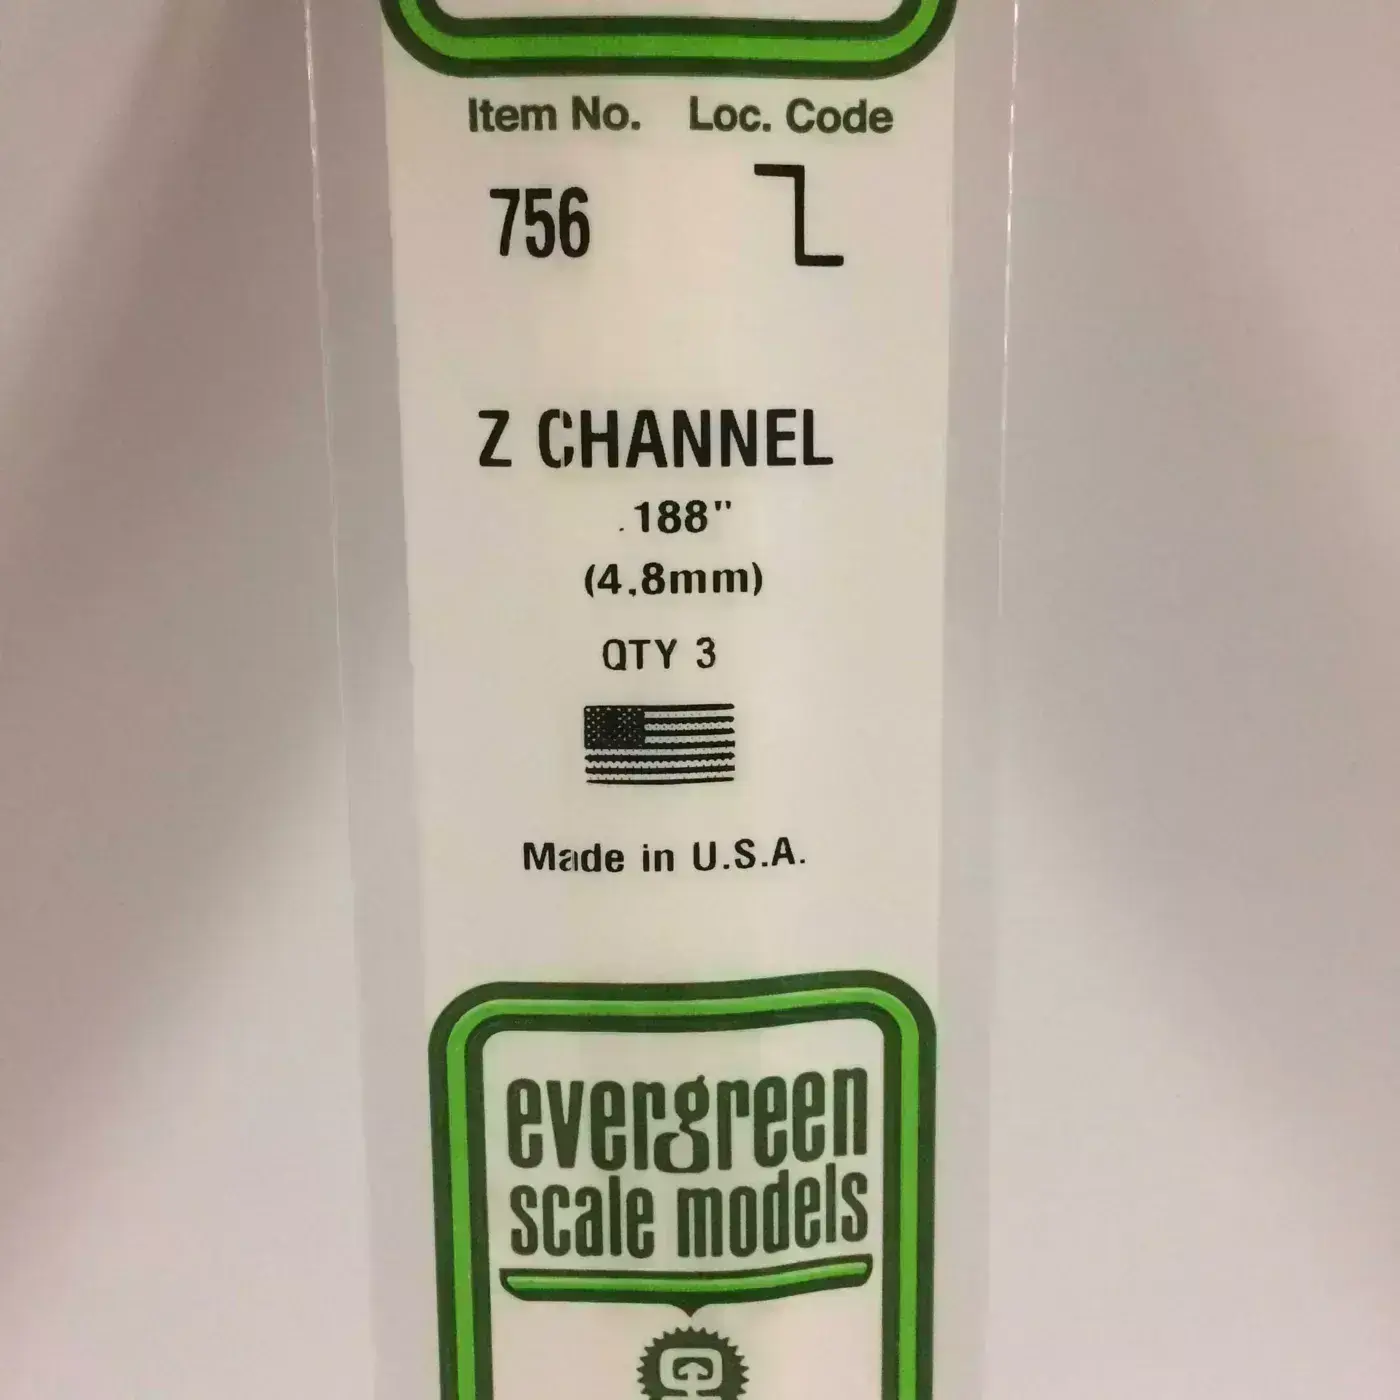 Item No. Loc. Code
756
Z CHANNEL
.188"
(4.8mm)
QTY 3
Made in U.S.A.
evergreen
scale models